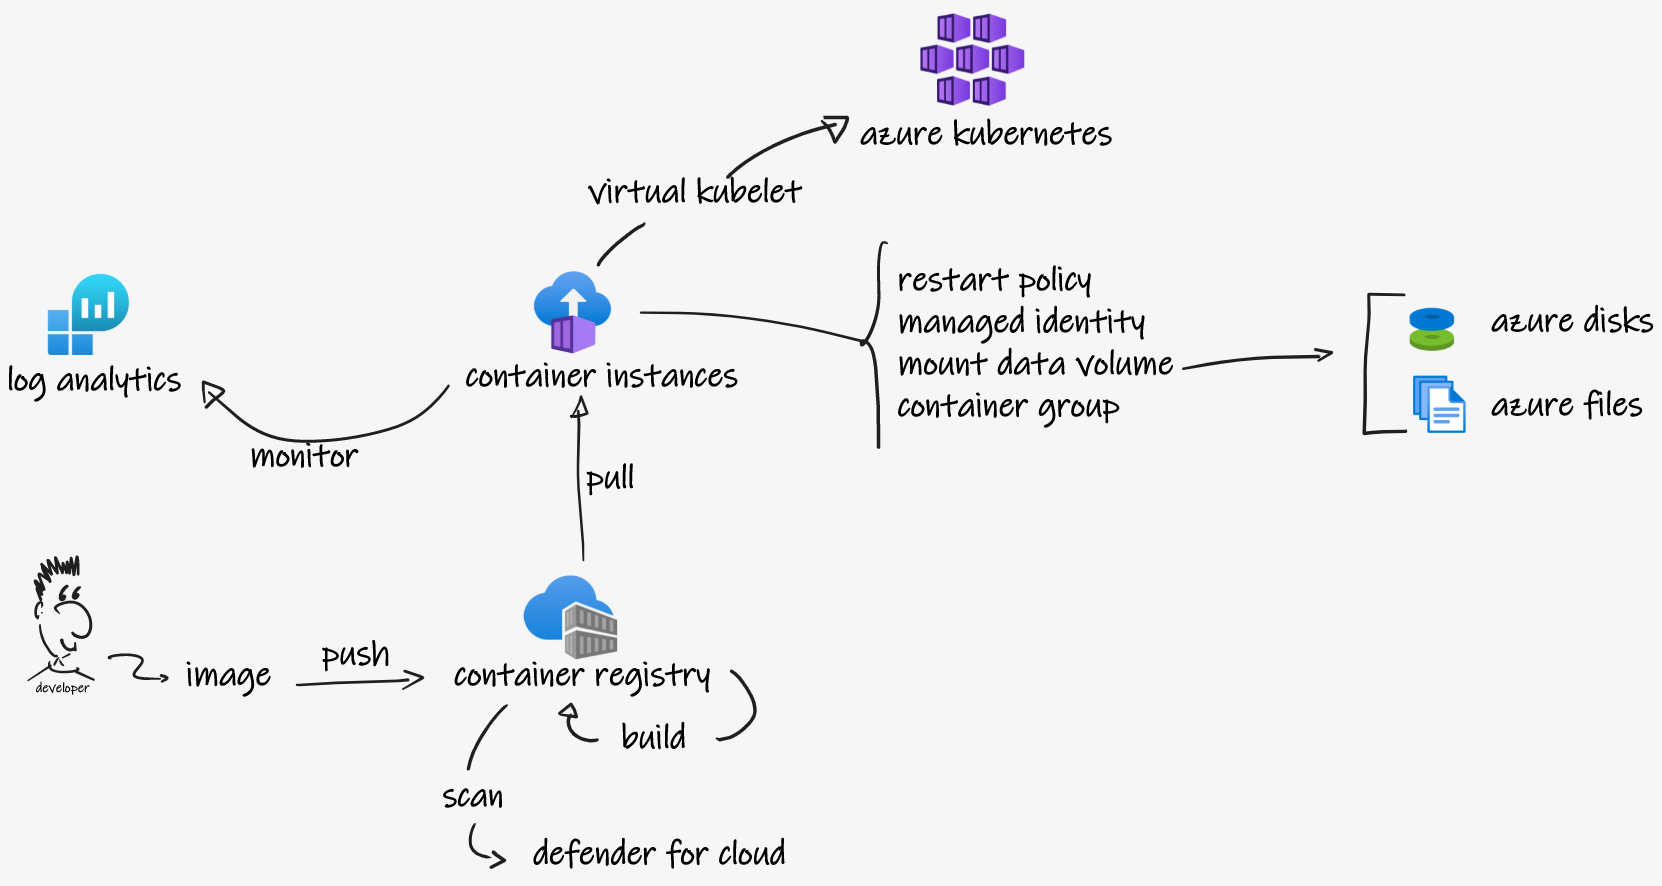 azure kubernetes
virtual kubelet
restart policy
managed identity
mount data volume
container group
azure disks
azure files
log analytics
container instances
monitor
pull
developer
image
push
container registry
build
scan
defender for cloud